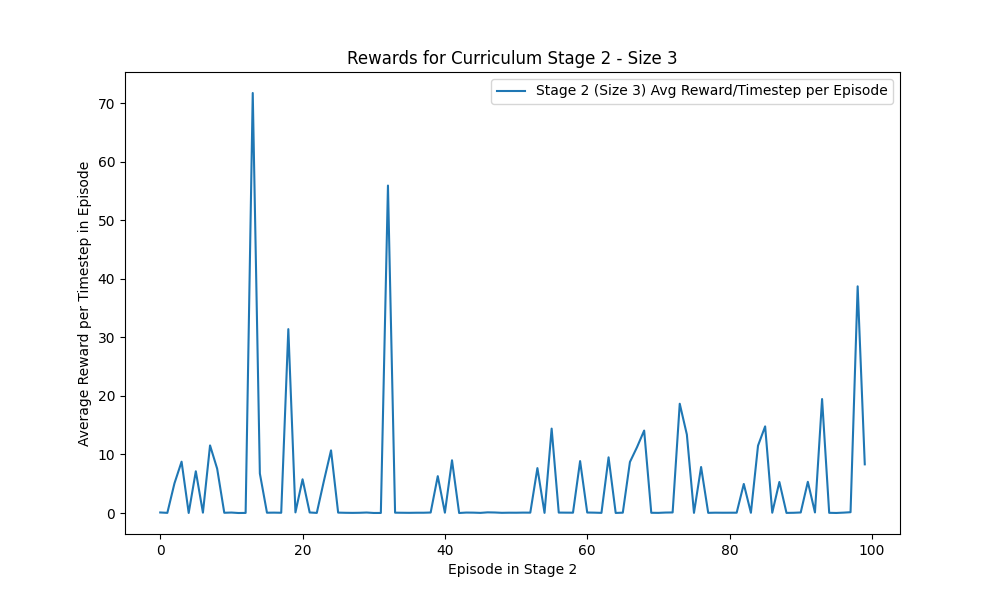 Rewards for Curriculum Stage 2 - Size 3
Stage 2 (Size 3) Avg Reward/Timestep per Episode
Average Reward per Timestep in Episode
70
60
50
40
30
20
10
0
0 20 40 60 80 100
Episode in Stage 2